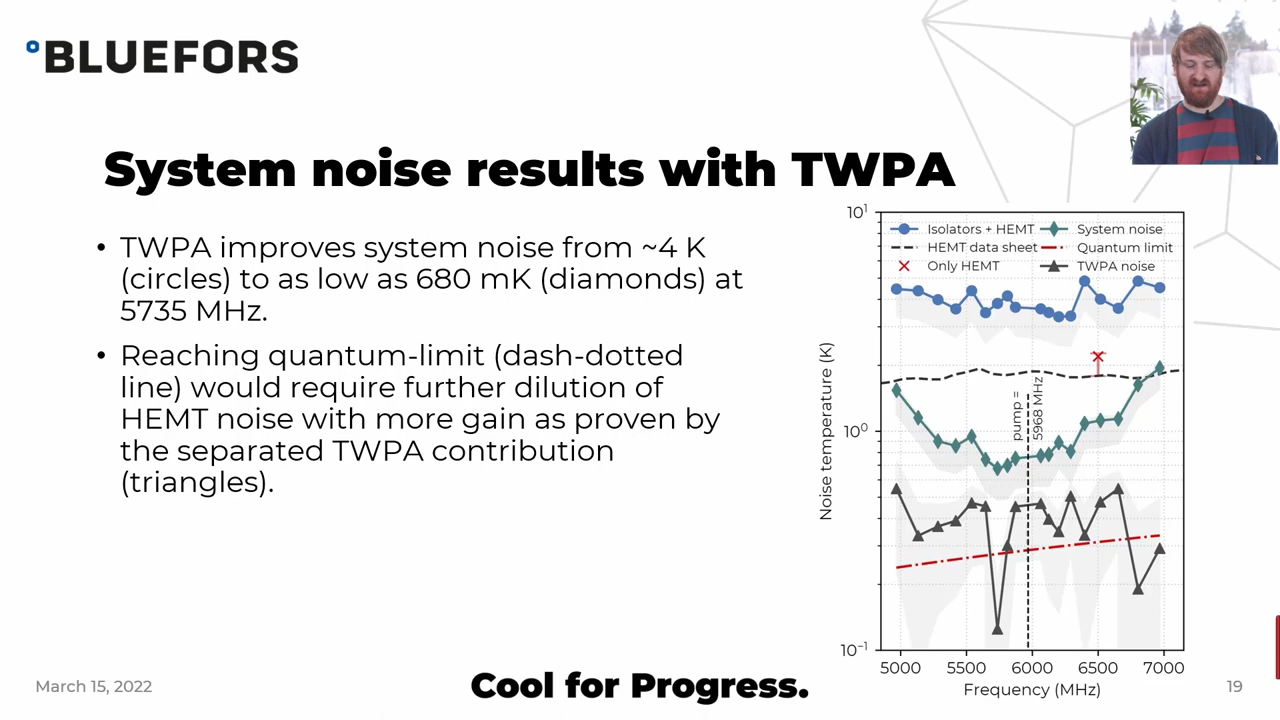 BLUEFORS
System noise results with TWPA
• TWPA improves system noise from ~4 K
(circles) to as low as 680 mK (diamonds) at
5735 MHz.
• Reaching quantum-limit (dash-dotted
line) would require further dilution of
HEMT noise with more gain as proven by
the separated TWPA contribution
(triangles).
Isolators + HEMT
HEMT data sheet
Only HEMT
System noise
Quantum limit
TWPA noise
pump =
5968 MHz
Noise temperature (K)
10¹
10⁰
10⁻¹
5000 5500 6000 6500 7000
Frequency (MHz)
March 15, 2022
Cool for Progress.
19